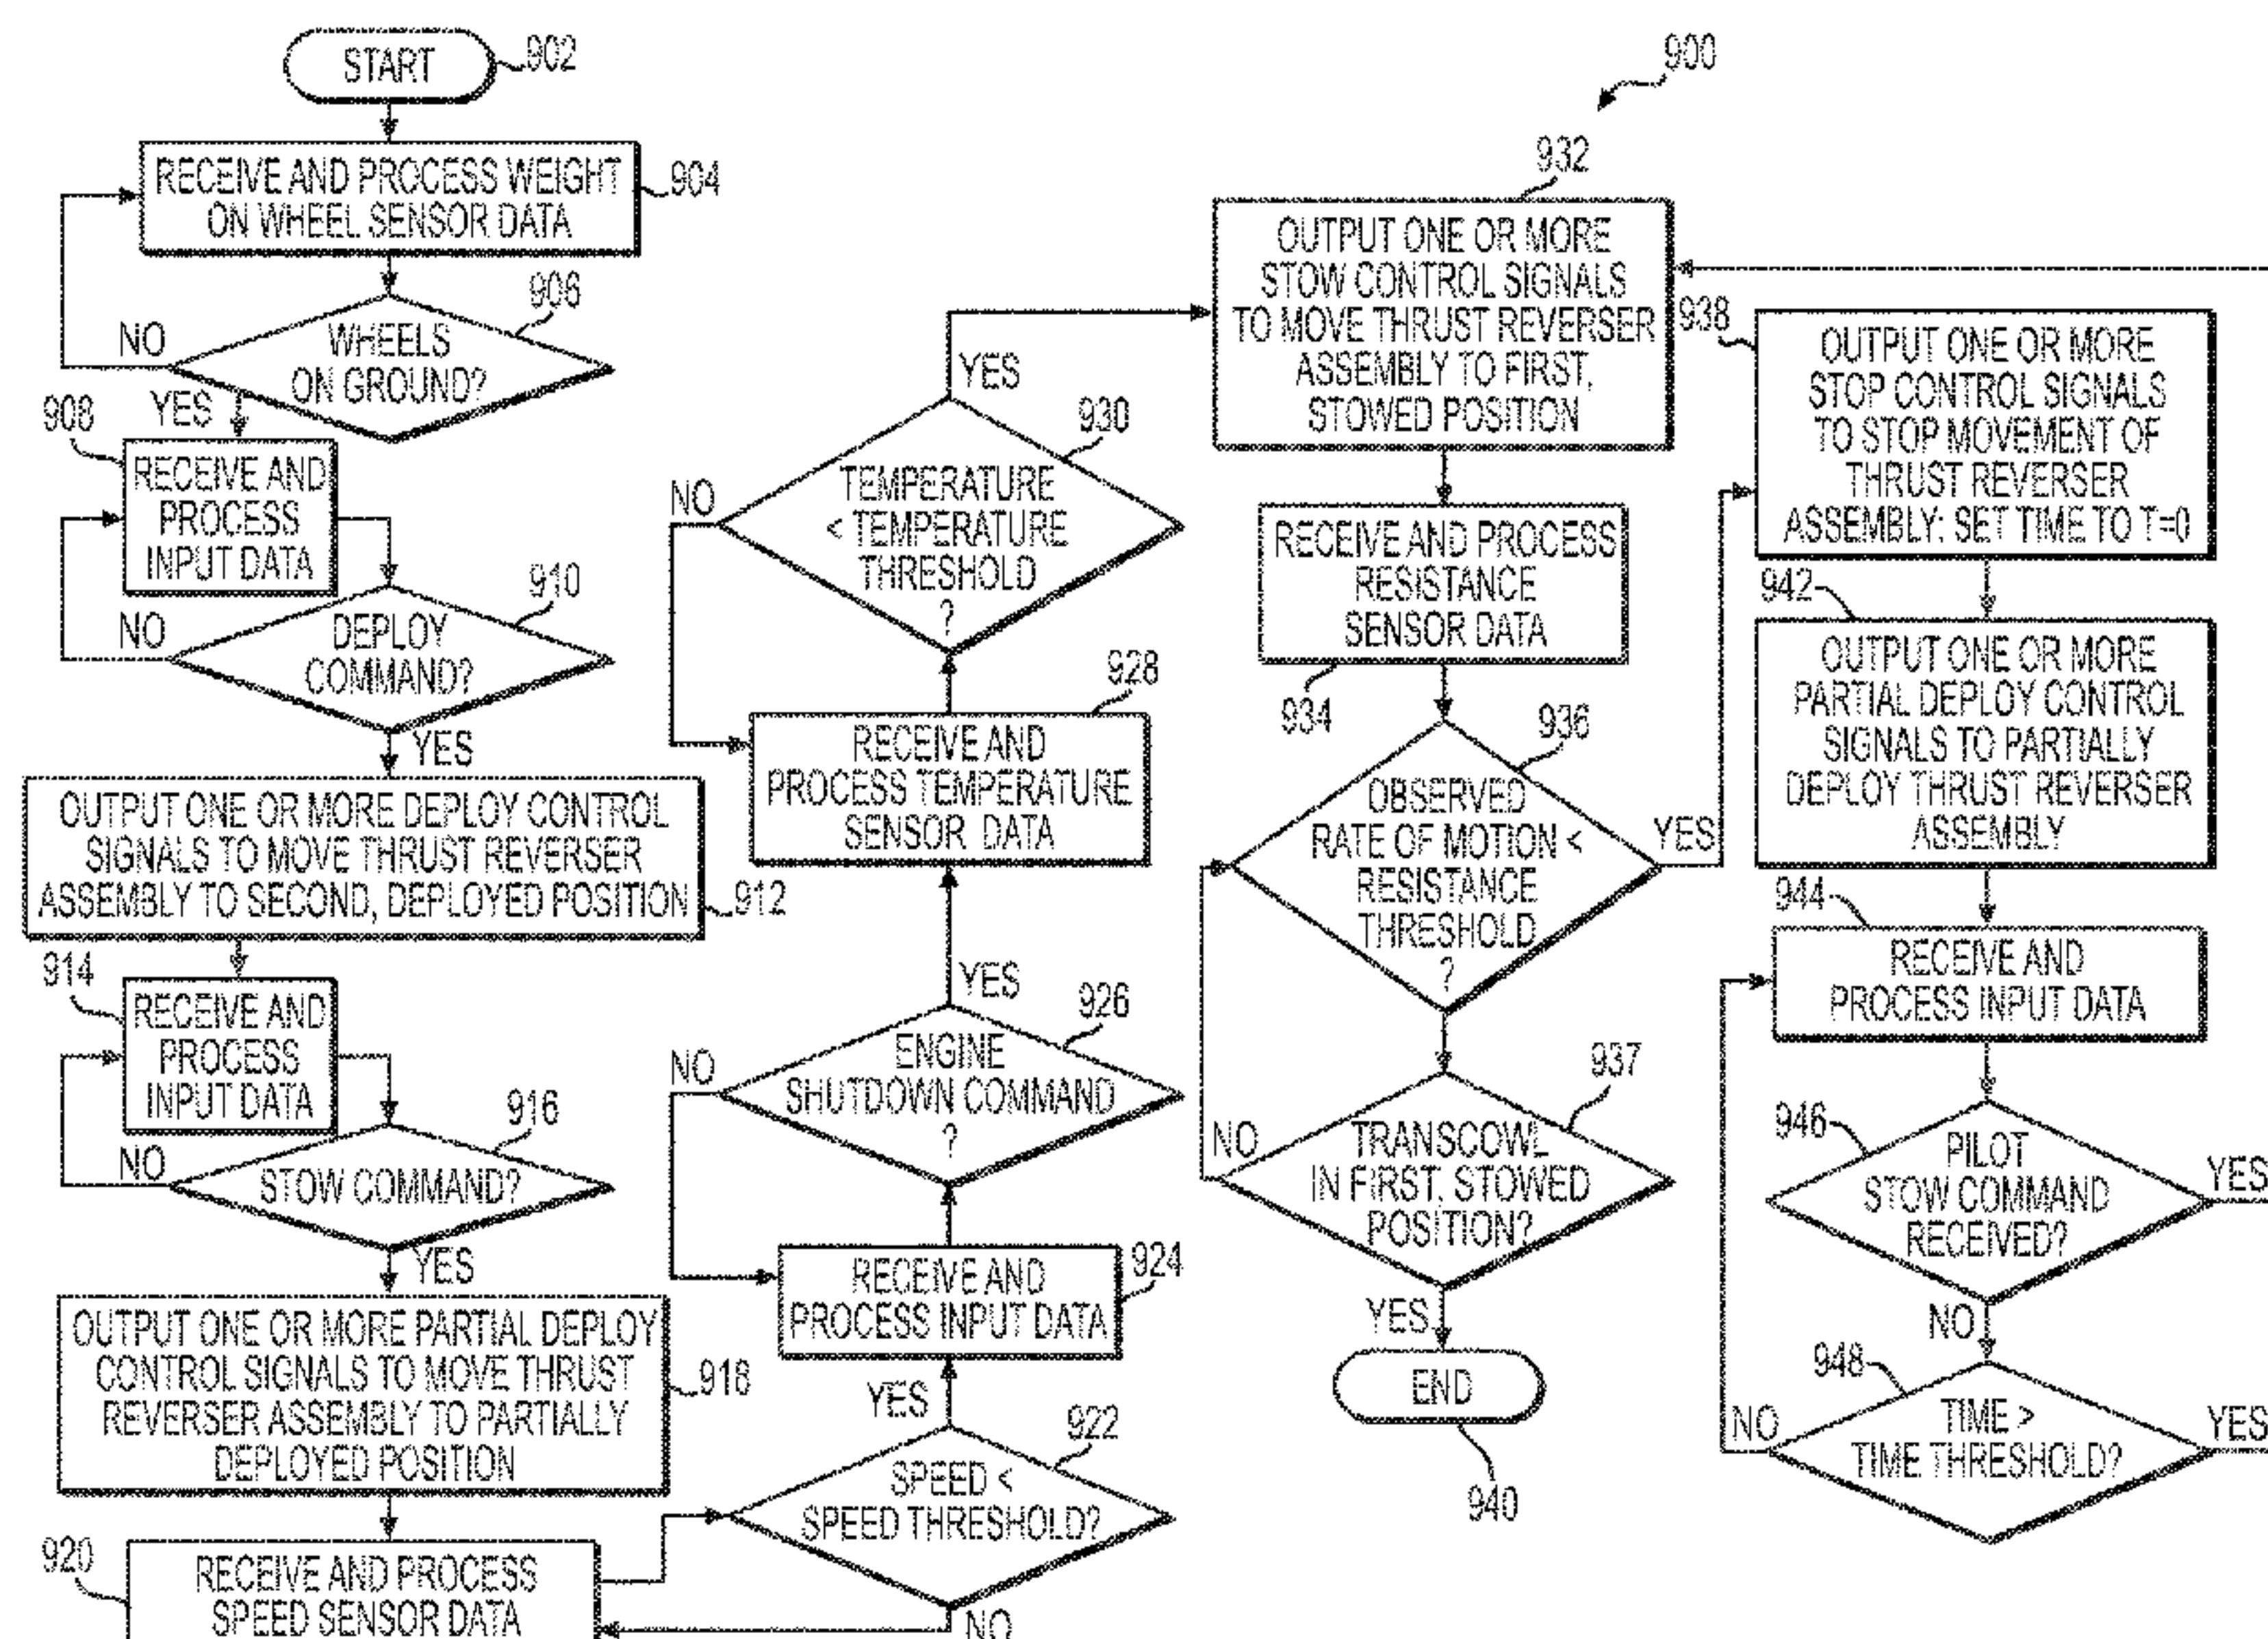 900
START
902
RECEIVE AND PROCESS WEIGHT
ON WHEEL SENSOR DATA
904
WHEELS
ON GROUND?
906
NO
YES
908
RECEIVE AND
PROCESS
INPUT DATA
DEPLOY
COMMAND?
910
NO
YES
OUTPUT ONE OR MORE DEPLOY CONTROL
SIGNALS TO MOVE THRUST REVERSER
ASSEMBLY TO SECOND, DEPLOYED POSITION
912
914
RECEIVE AND
PROCESS
INPUT DATA
STOW COMMAND?
916
NO
YES
OUTPUT ONE OR MORE PARTIAL DEPLOY
CONTROL SIGNALS TO MOVE THRUST
REVERSER ASSEMBLY TO PARTIALLY
DEPLOYED POSITION
918
920
RECEIVE AND PROCESS
SPEED SENSOR DATA
SPEED <
SPEED THRESHOLD?
922
NO
YES
RECEIVE AND
PROCESS INPUT DATA
924
ENGINE
SHUTDOWN COMMAND
?
926
NO
YES
RECEIVE AND
PROCESS TEMPERATURE
SENSOR DATA
928
TEMPERATURE
< TEMPERATURE
THRESHOLD
?
930
NO
YES
932
OUTPUT ONE OR MORE
STOW CONTROL SIGNALS
TO MOVE THRUST REVERSER
ASSEMBLY TO FIRST,
STOWED POSITION
RECEIVE AND PROCESS
RESISTANCE
SENSOR DATA
934
OBSERVED
RATE OF MOTION <
RESISTANCE
THRESHOLD
?
936
YES
TRANSCOWL
IN FIRST, STOWED
POSITION?
937
NO
YES
END
940
938
OUTPUT ONE OR MORE
STOP CONTROL SIGNALS
TO STOP MOVEMENT OF
THRUST REVERSER
ASSEMBLY; SET TIME TO T=0
942
OUTPUT ONE OR MORE
PARTIAL DEPLOY CONTROL
SIGNALS TO PARTIALLY
DEPLOY THRUST REVERSER
ASSEMBLY
944
RECEIVE AND
PROCESS INPUT DATA
946
PILOT
STOW COMMAND
RECEIVED?
YES
NO
948
TIME >
TIME THRESHOLD?
NO
YES